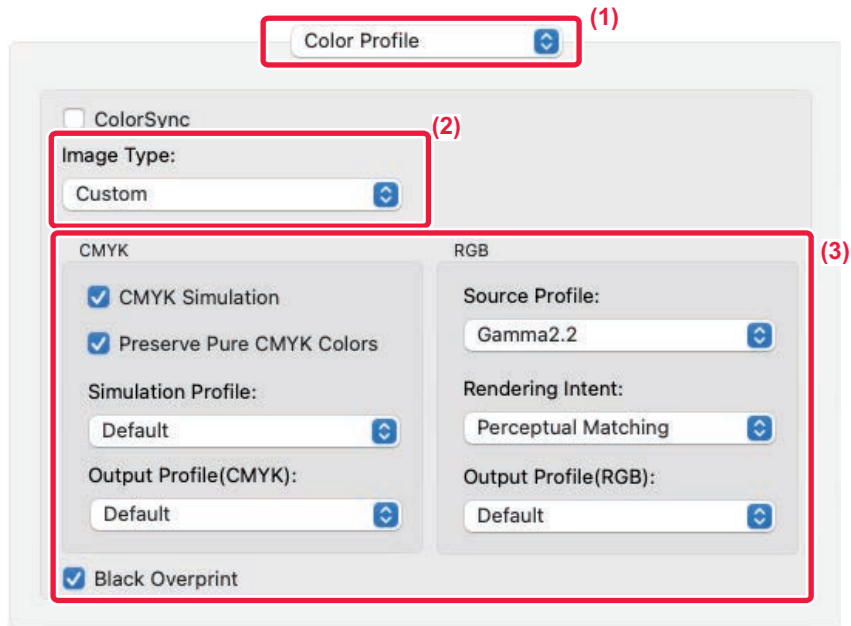 (1)
Color Profile
ColorSync
(2)
Image Type:
Custom
(3)
CMYK
CMYK Simulation
Preserve Pure CMYK Colors
Simulation Profile:
Default
Output Profile(CMYK):
Default
RGB
Source Profile:
Gamma2.2
Rendering Intent:
Perceptual Matching
Output Profile(RGB):
Default
Black Overprint